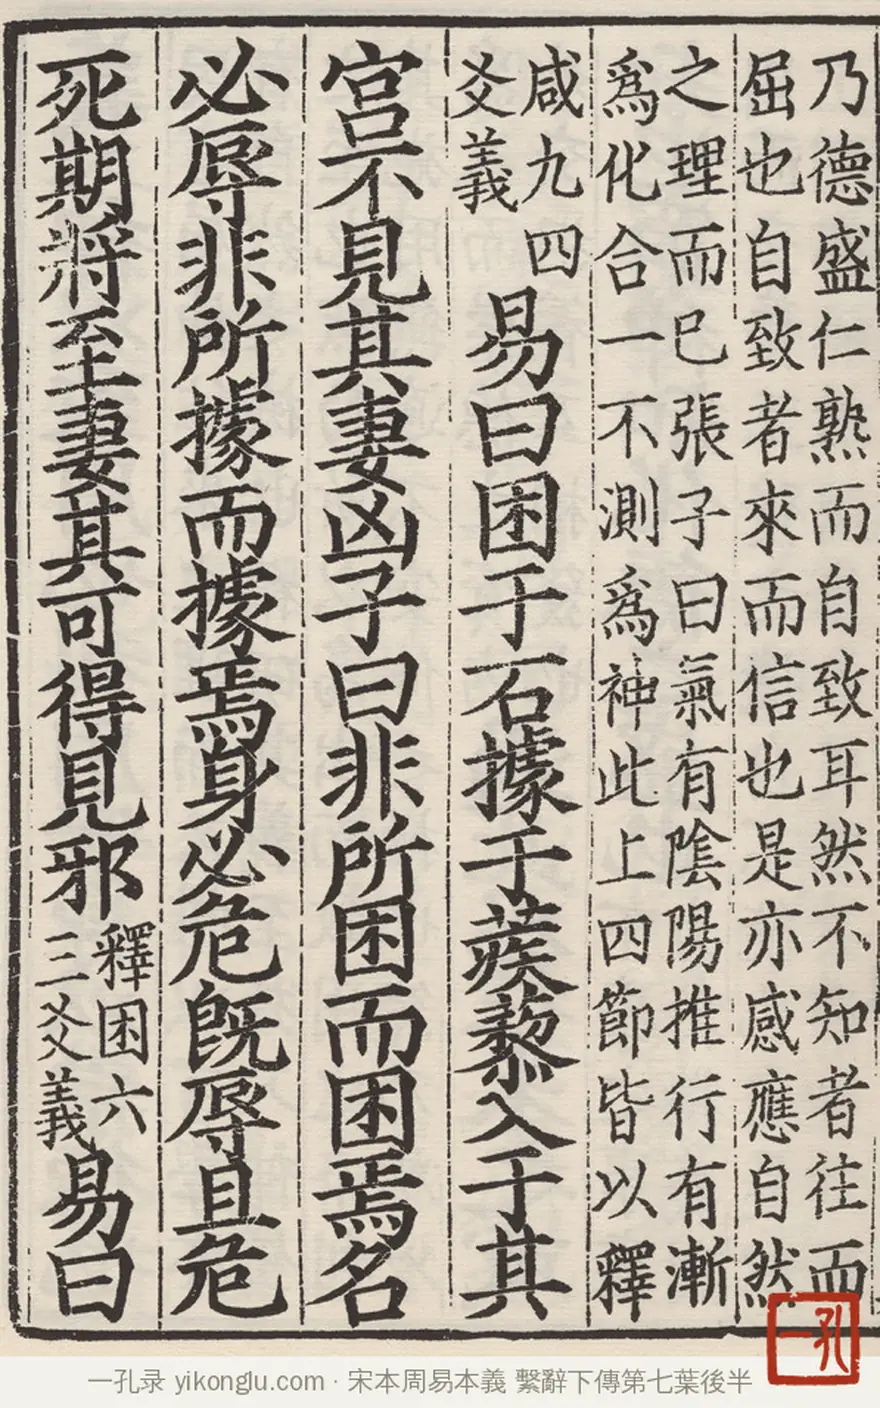 乃德盛仁熟而自致耳然不知者往而
屈也自致者來而信也是亦感應自然
之理而已張子曰氣有陰陽推行有漸
爲化合一不測爲神此上四節皆以釋
咸九四
爻義
易曰困于石據于蒺藜入于其
宮不見其妻凶子曰非所困而困焉名
必辱非所據而據焉身必危旣辱且危
死期將至妻其可得見邪
釋困六
三爻義
易曰
一孔
一孔录 yikonglu.com · 宋本周易本義 繫辭下傳第七葉後半